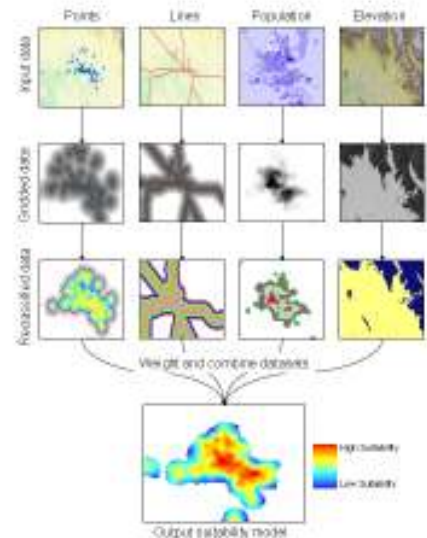 Points Lines Population Elevation
Input data
Gridded data
Reclassified data
Weight and combine datasets
High Suitability
Low Suitability
Output suitability model